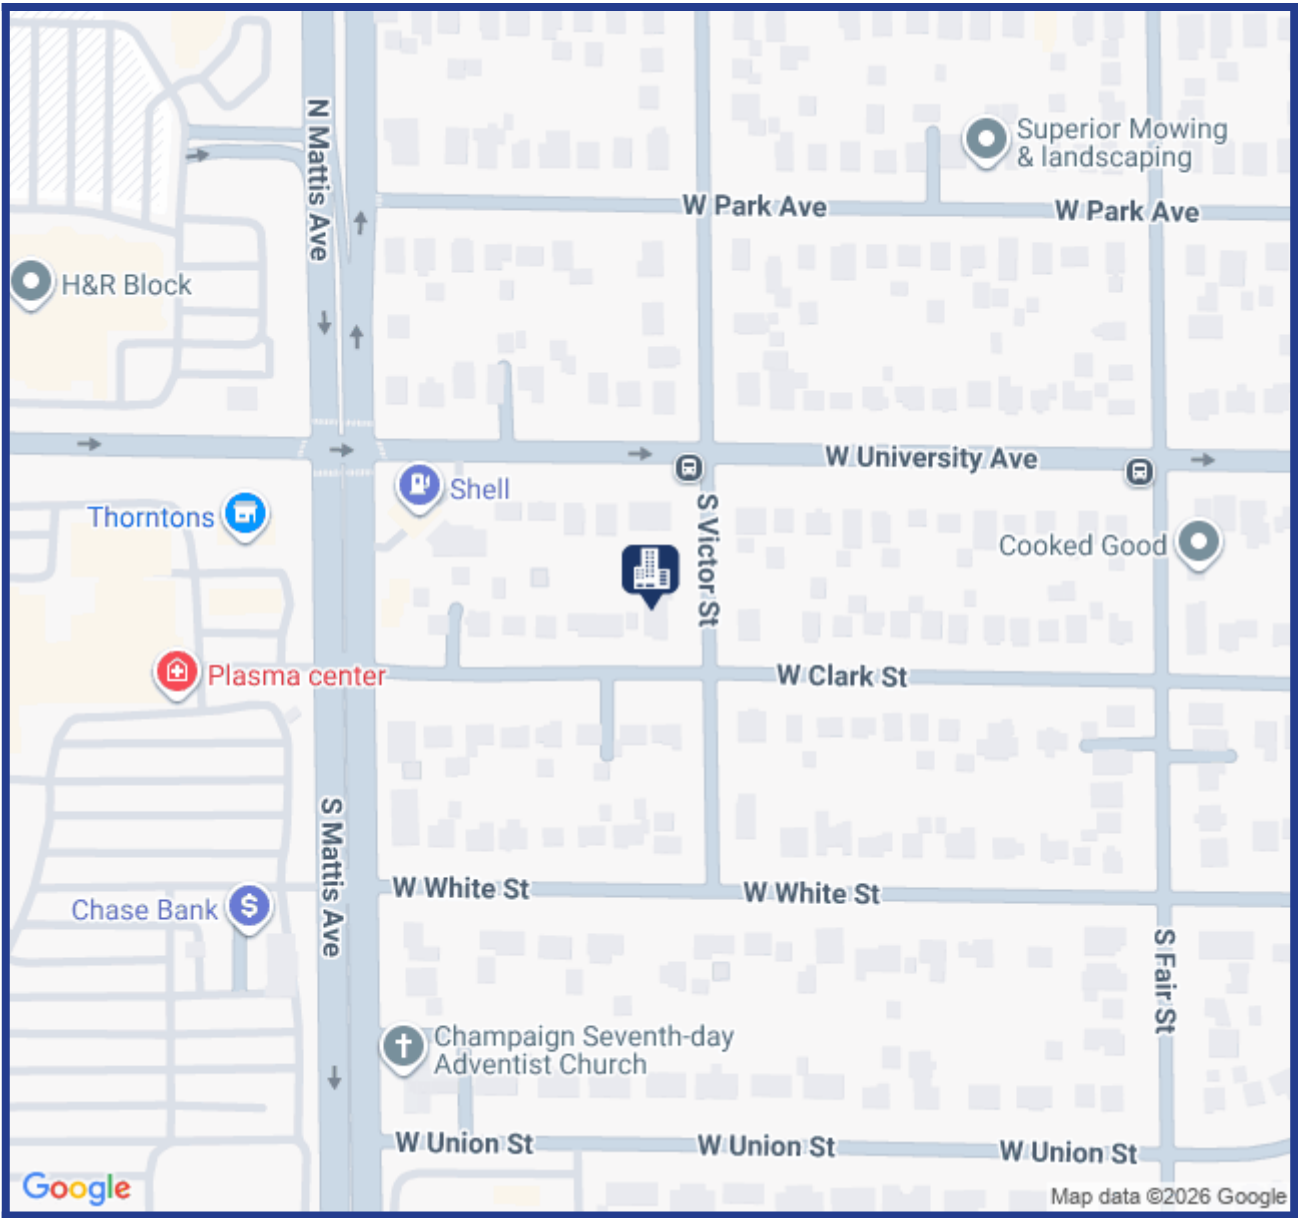 N Mattis Ave
Superior Mowing
& landscaping
W Park Ave
W Park Ave
H&R Block
W University Ave
Shell
Thorntons
S Victor St
Cooked Good
Plasma center
W Clark St
S Mattis Ave
W White St
W White St
Chase Bank
$
S Fair St
Champaign Seventh-day
Adventist Church
W Union St
W Union St
W Union St
Google
Map data ©2026 Google